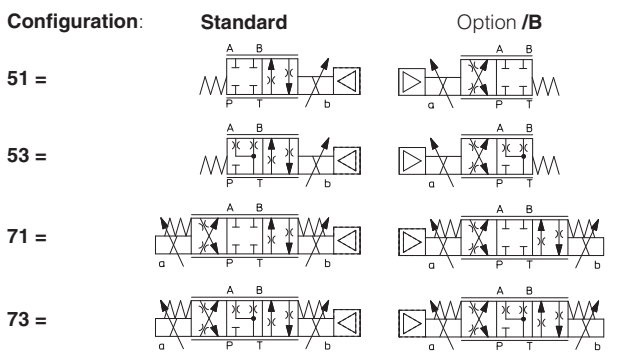 Configuration: Standard Option /B
A B A B
51 =
P T b a P T
A B A B
53 =
P T b a P T
A B A B
71 =
a P T b a P T b
A B A B
73 =
a P T b a P T b